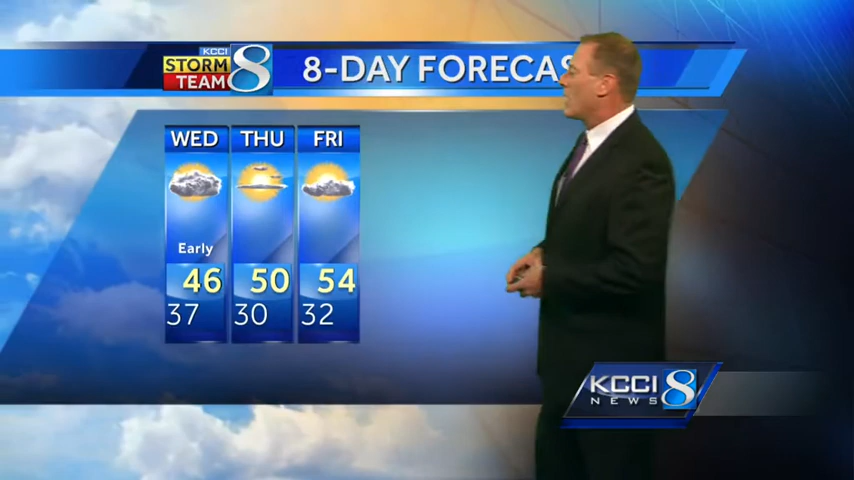 KCCI
STORM
TEAM 8
8-DAY FORECAS
WED THU FRI
Early
46 50 54
37 30 32
KCCI 8
NEWS